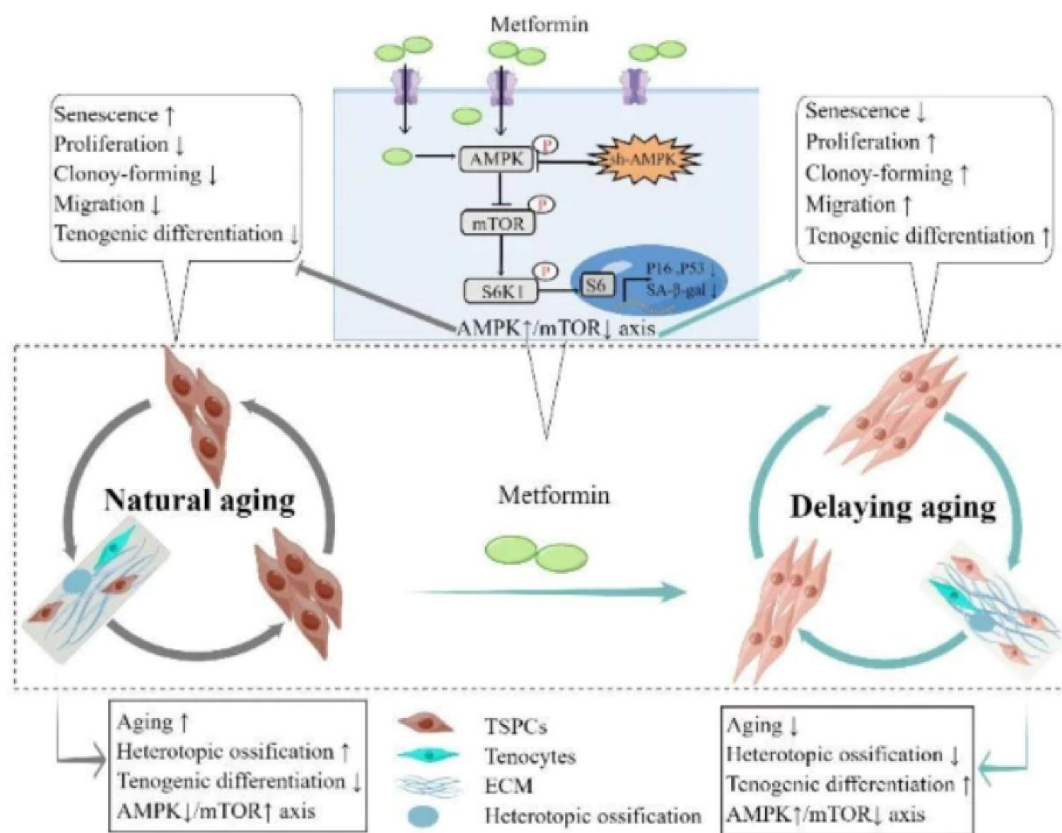 Metformin
Senescence ↑
Proliferation ↓
Clonoy-forming ↓
Migration ↓
Tenogenic differentiation ↓
P
AMPK
sh-AMPK
P
mTOR
P
S6K1
S6
P16 ,P53 ↓
SA-β-gal ↓
AMPK↑/mTOR↓ axis
Senescence ↓
Proliferation ↑
Clonoy-forming ↑
Migration ↑
Tenogenic differentiation ↑
Natural aging
Metformin
Delaying aging
Aging ↑
Heterotopic ossification ↑
Tenogenic differentiation ↓
AMPK↓/mTOR↑ axis
TSPCs
Tenocytes
ECM
Heterotopic ossification
Aging ↓
Heterotopic ossification ↓
Tenogenic differentiation ↑
AMPK↑/mTOR↓ axis